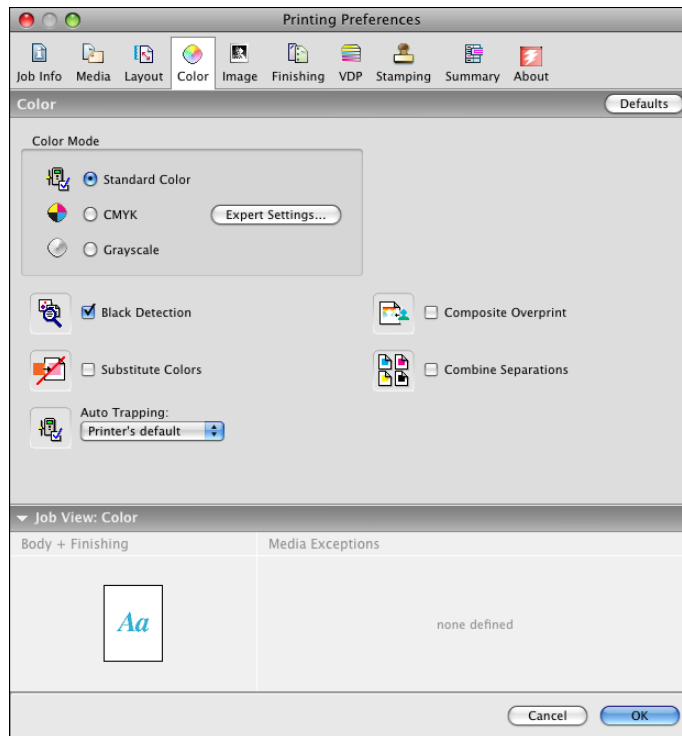 Printing Preferences
Job Info Media Layout Color Image Finishing VDP Stamping Summary About
Color Defaults
Color Mode
Standard Color
CMYK Expert Settings...
Grayscale
Black Detection Composite Overprint
Substitute Colors Combine Separations
Auto Trapping:
Printer's default
Job View: Color
Body + Finishing Media Exceptions
Aa none defined
Cancel OK